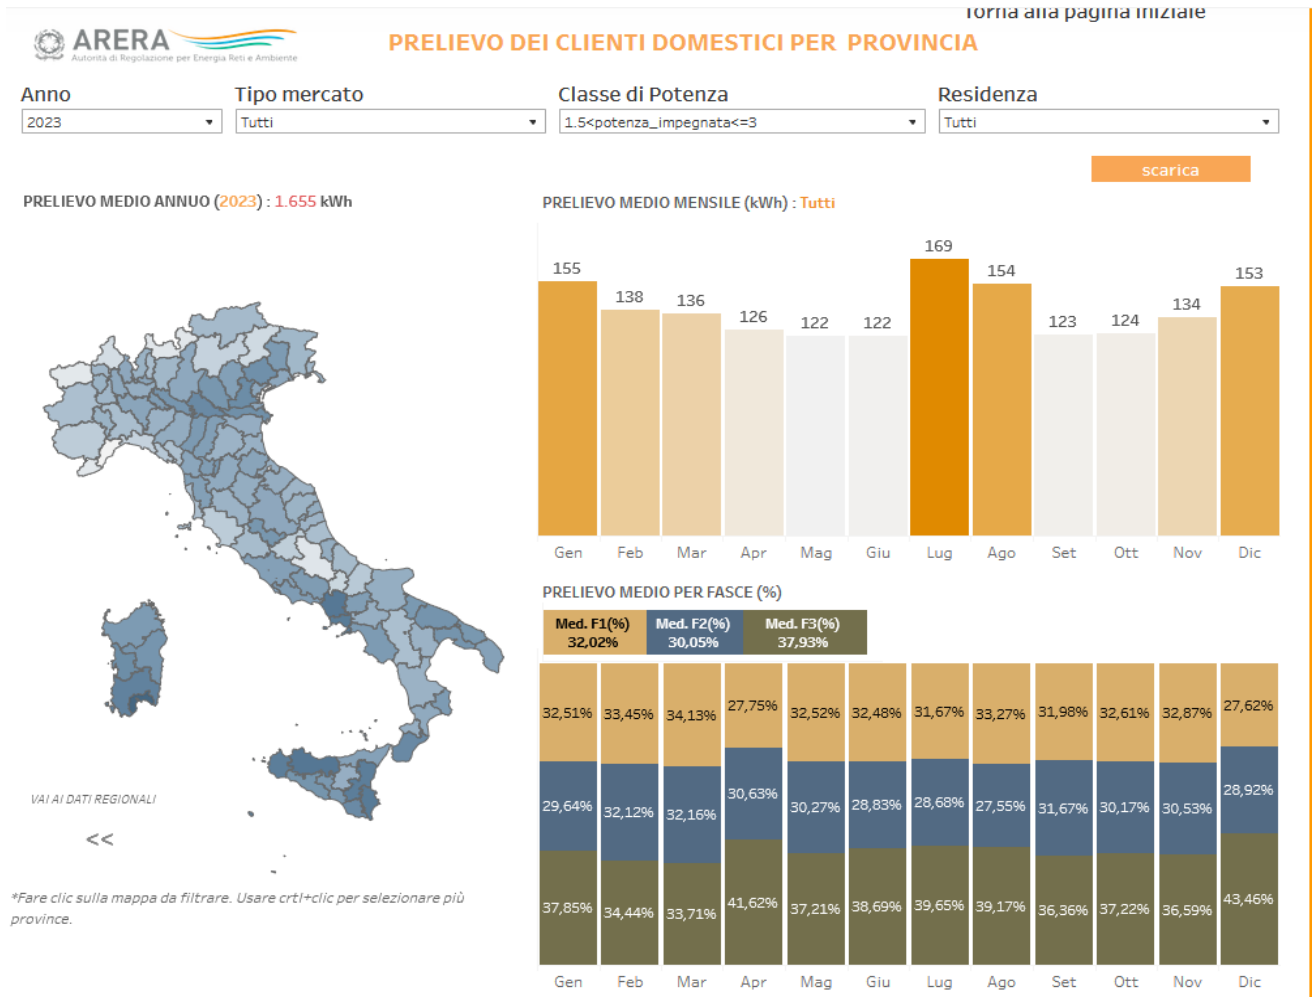 Torna alla pagina iniziale
ARERA
Autorità di Regolazione per Energia Reti e Ambiente
PRELIEVO DEI CLIENTI DOMESTICI PER PROVINCIA
Anno Tipo mercato Classe di Potenza Residenza
2023 Tutti 1.5<potenza_impegnata<=3 Tutti
scarica
PRELIEVO MEDIO ANNUO (2023) : 1.655 kWh
PRELIEVO MEDIO MENSILE (kWh) : Tutti
155 138 136 126 122 122 169 154 123 124 134 153
Gen Feb Mar Apr Mag Giu Lug Ago Set Ott Nov Dic
PRELIEVO MEDIO PER FASCE (%)
Med. F1(%) Med. F2(%) Med. F3(%)
32,02% 30,05% 37,93%
32,51% 33,45% 34,13% 27,75% 32,52% 32,48% 31,67% 33,27% 31,98% 32,61% 32,87% 27,62%
29,64% 32,12% 32,16% 30,63% 30,27% 28,83% 28,68% 27,55% 31,67% 30,17% 30,53% 28,92%
37,85% 34,44% 33,71% 41,62% 37,21% 38,69% 39,65% 39,17% 36,36% 37,22% 36,59% 43,46%
Gen Feb Mar Apr Mag Giu Lug Ago Set Ott Nov Dic
VAI AI DATI REGIONALI
<<
*Fare clic sulla mappa da filtrare. Usare crtl+clic per selezionare più
province.